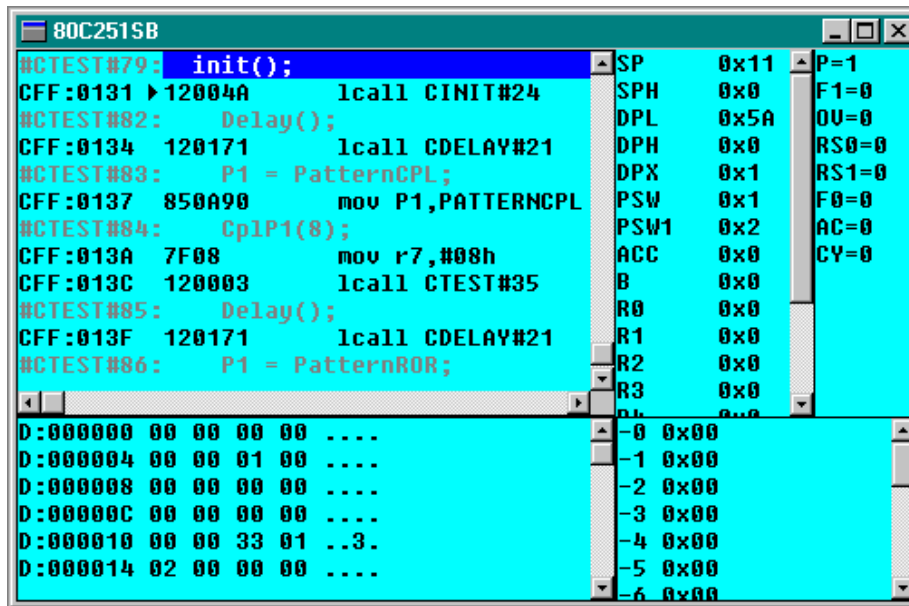 80C251SB
#CTEST#79:  init();
CFF:0131 12004A lcall CINIT#24
#CTEST#82: Delay();
CFF:0134 120171 lcall CDELAY#21
#CTEST#83: P1 = PatternCPL;
CFF:0137 850A90 mov P1,PATTERNCPL
#CTEST#84: CplP1(8);
CFF:013A 7F08 mov r7,#08h
CFF:013C 120003 lcall CTEST#35
#CTEST#85: Delay();
CFF:013F 120171 lcall CDELAY#21
#CTEST#86: P1 = PatternROR;
SP 0x11
SPH 0x0
DPL 0x5A
DPH 0x0
DPX 0x1
PSW 0x1
PSW1 0x2
ACC 0x0
B 0x0
R0 0x0
R1 0x0
R2 0x0
R3 0x0
P=1
F1=0
OV=0
RS0=0
RS1=0
F0=0
AC=0
CY=0
D:000000 00 00 00 00 ....
D:000004 00 00 01 00 ....
D:000008 00 00 00 00 ....
D:00000C 00 00 00 00 ....
D:000010 00 00 33 01 ..3.
D:000014 02 00 00 00 ....
-0 0x00
-1 0x00
-2 0x00
-3 0x00
-4 0x00
-5 0x00
-6 0x00